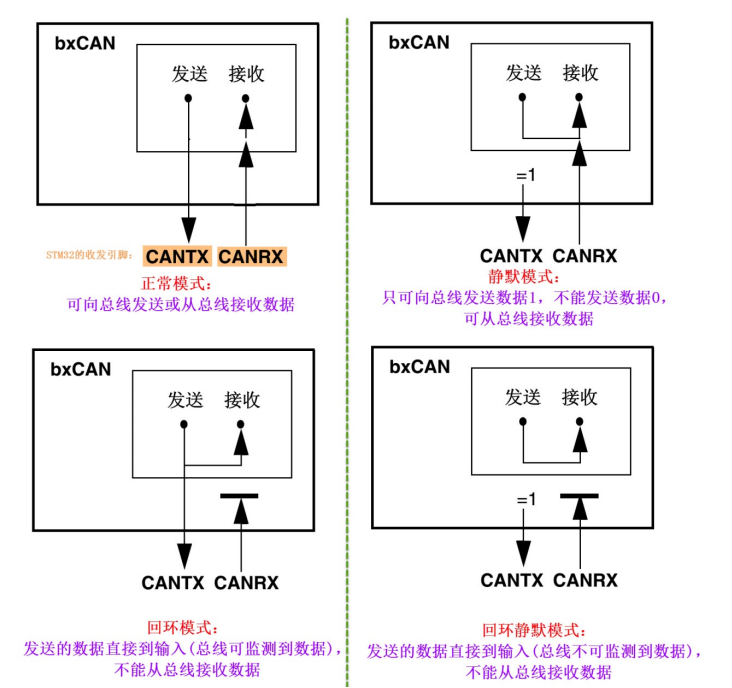 bxCAN
发送 接收
STM32的收发引脚: CANTX CANRX
正常模式:
可向总线发送或从总线接收数据
bxCAN
发送 接收
=1
CANTX CANRX
静默模式:
只可向总线发送数据1, 不能发送数据0,
可从总线接收数据
bxCAN
发送 接收
CANTX CANRX
回环模式:
发送的数据直接到输入(总线可监测到数据),
不能从总线接收数据
bxCAN
发送 接收
=1
CANTX CANRX
回环静默模式:
发送的数据直接到输入(总线不可监测到数据),
不能从总线接收数据